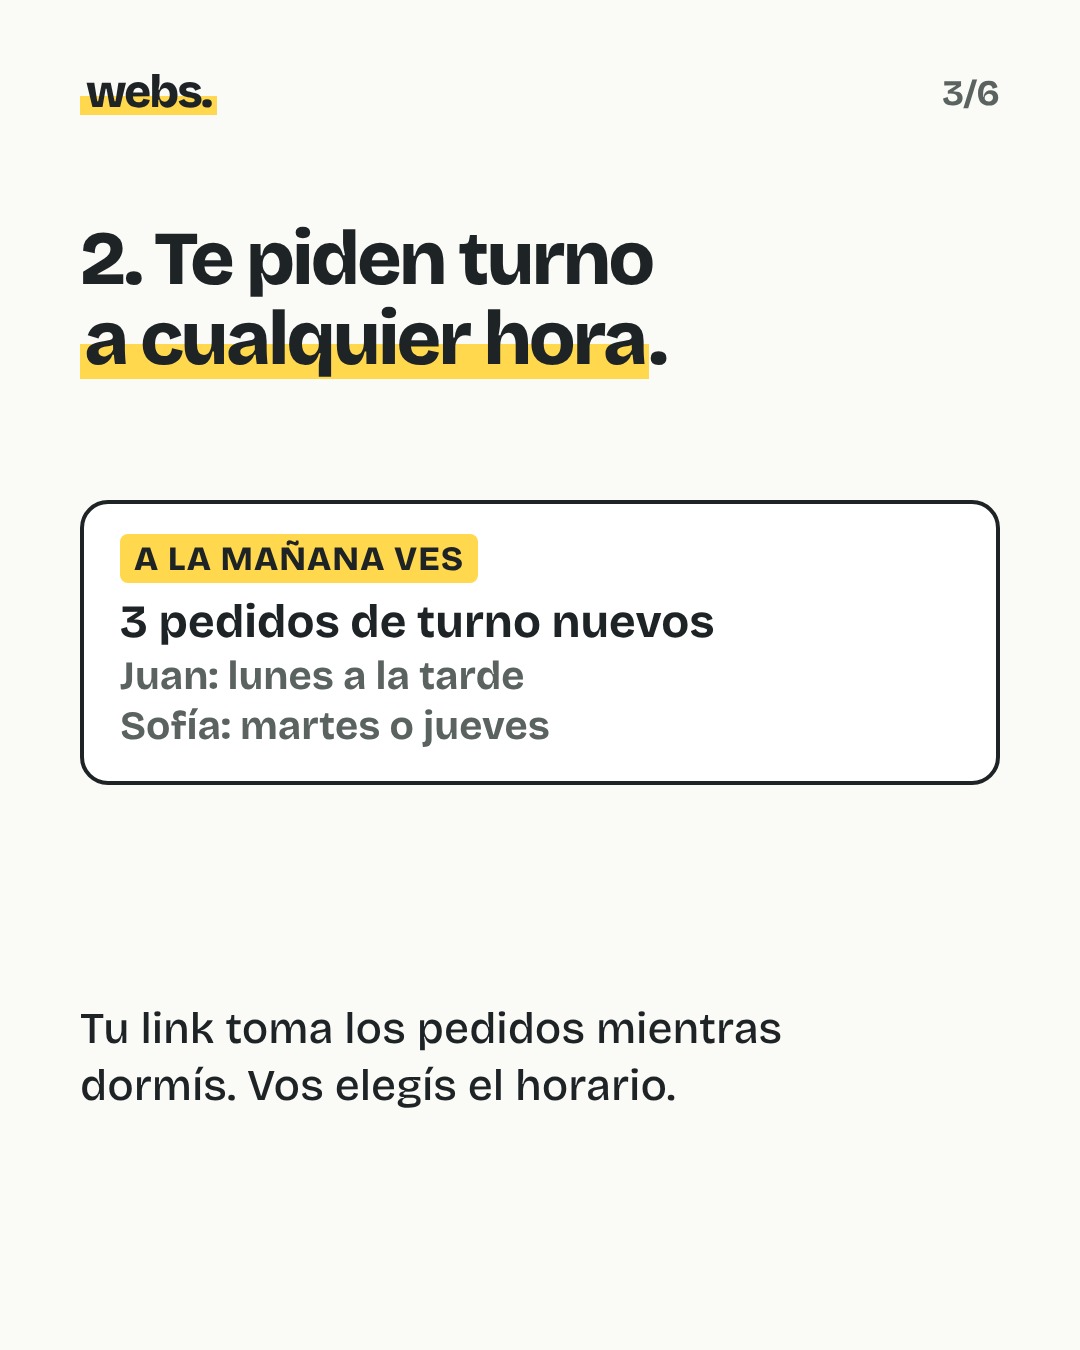 webs.
3/6
2. Te piden turno
a cualquier hora.
A LA MAÑANA VES
3 pedidos de turno nuevos
Juan: lunes a la tarde
Sofía: martes o jueves
Tu link toma los pedidos mientras
dormís. Vos elegís el horario.